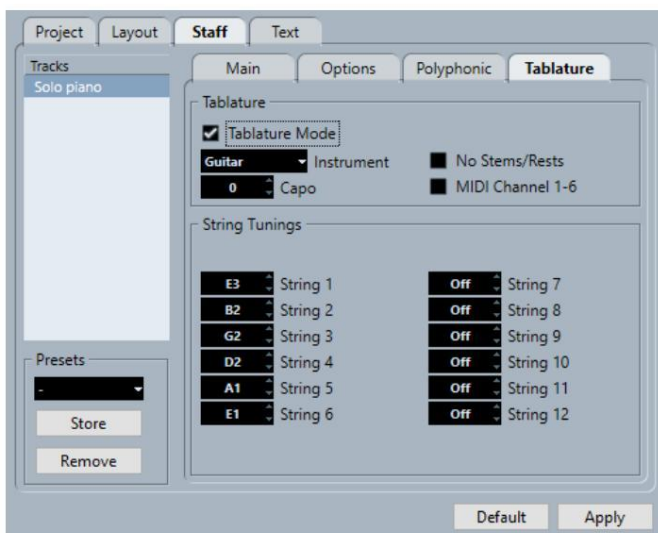 Project Layout Staff Text
Tracks
Solo piano
Main Options Polyphonic Tablature
Tablature
Tablature Mode
Guitar Instrument No Stems/Rests
0 Capo MIDI Channel 1-6
String Tunings
E3 String 1 Off String 7
B2 String 2 Off String 8
G2 String 3 Off String 9
D2 String 4 Off String 10
A1 String 5 Off String 11
E1 String 6 Off String 12
Presets
-
Store
Remove
Default Apply